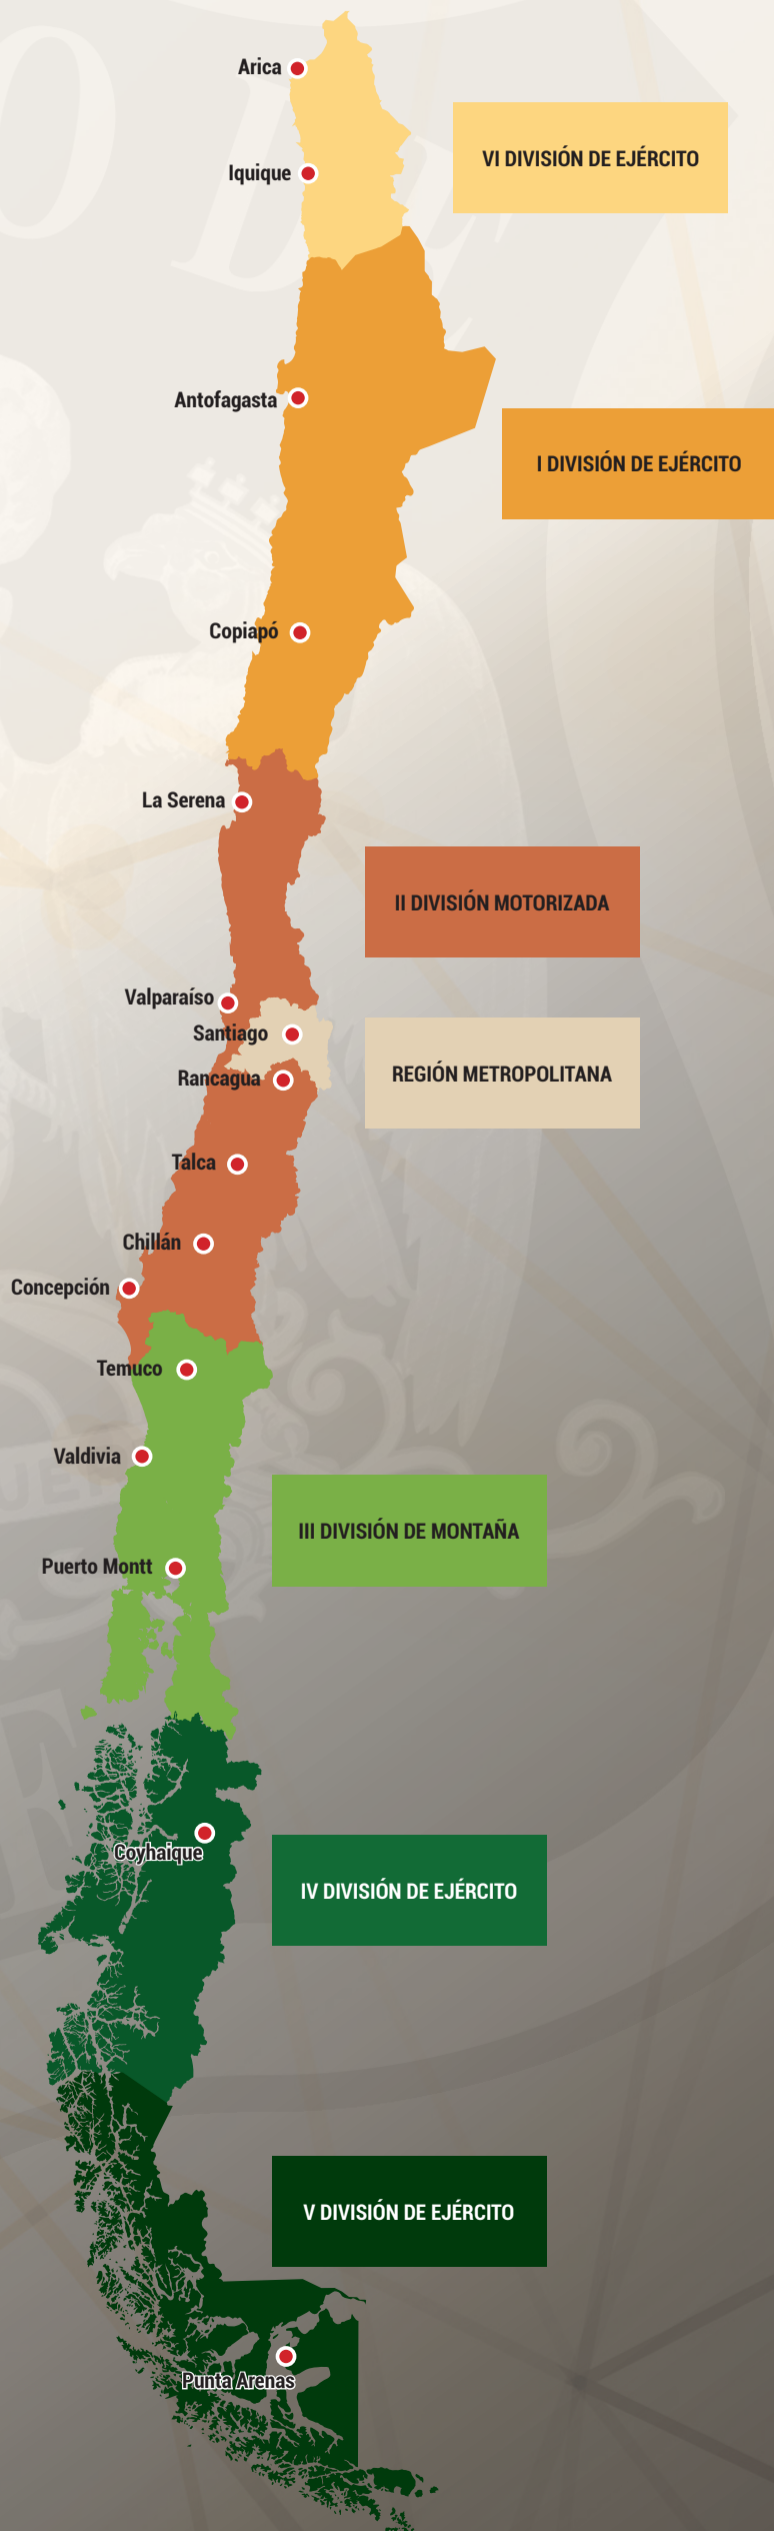 Arica
VI DIVISIÓN DE EJÉRCITO
Iquique
Antofagasta
I DIVISIÓN DE EJÉRCITO
Copiapó
La Serena
II DIVISIÓN MOTORIZADA
Valparaíso
Santiago
REGIÓN METROPOLITANA
Rancagua
Talca
Chillán
Concepción
Temuco
Valdivia
III DIVISIÓN DE MONTAÑA
Puerto Montt
Coyhaique
IV DIVISIÓN DE EJÉRCITO
V DIVISIÓN DE EJÉRCITO
Punta Arenas